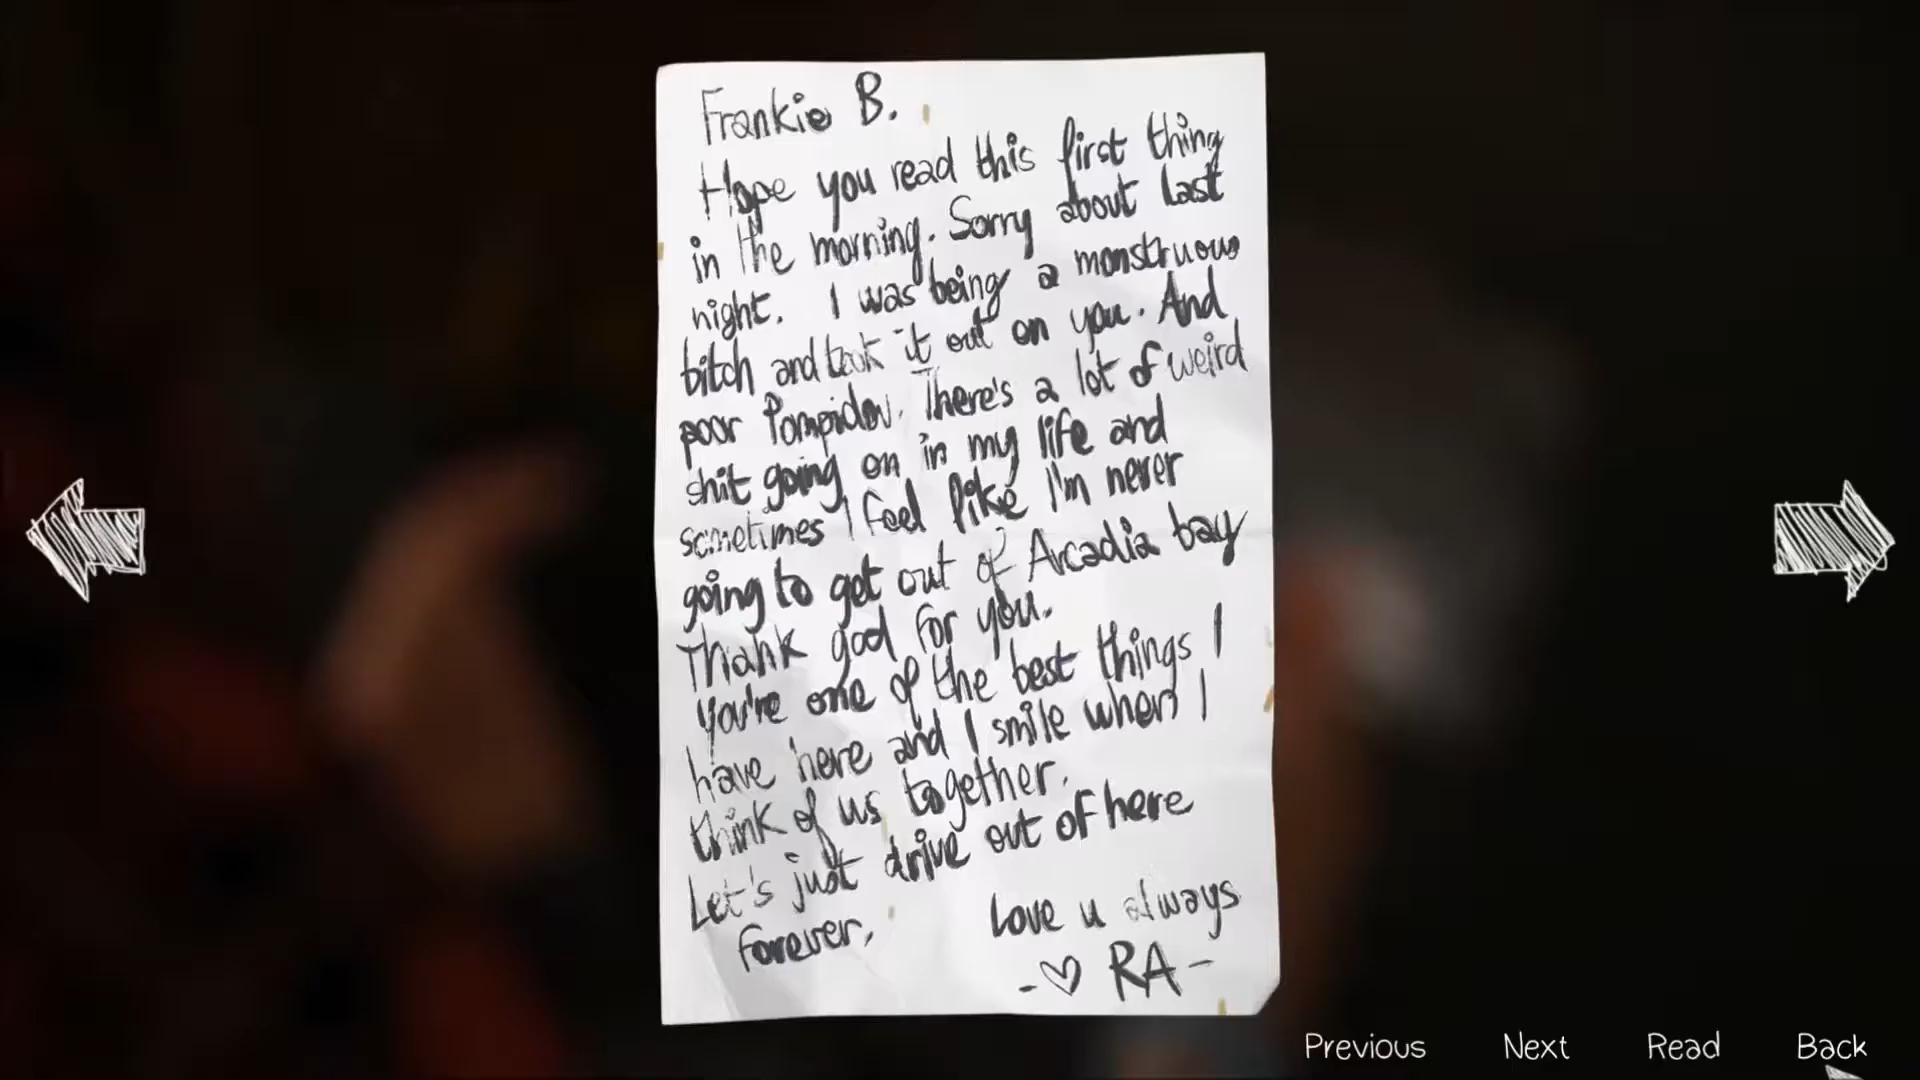 Frankie B.
Hope you read this first thing
in the morning. Sorry about last
night. I was being a monstruous
bitch and took it out on you. And
poor Pompidou. There's a lot of weird
shit going on in my life and
sometimes I feel like I'm never
going to get out of Arcadia bay
Thank god for you.
You're one of the best things I
have here and I smile when I
think of us together.
Let's just drive out of here
forever.
Love u always
-♡ RA-
Previous Next Read Back